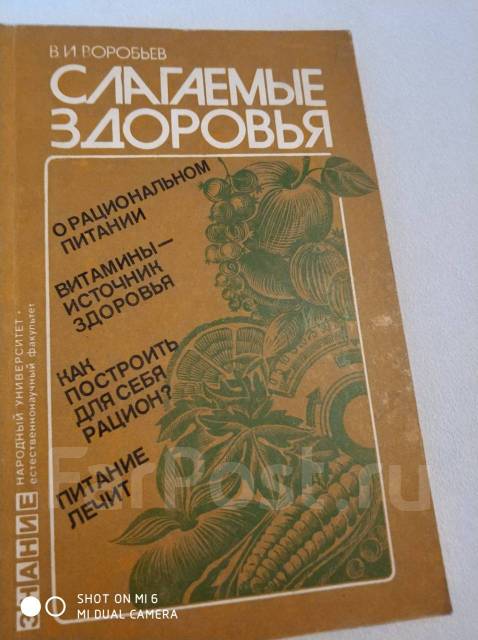 В. И. ВОРОБЬЕВ
СЛАГАЕМЫЕ
ЗДОРОВЬЯ
О РАЦИОНАЛЬНОМ
ПИТАНИИ
ВИТАМИНЫ—
ИСТОЧНИК
ЗДОРОВЬЯ
КАК
ПОСТРОИТЬ
ДЛЯ СЕБЯ
РАЦИОН?
ПИТАНИЕ
ЛЕЧИТ
ЗНАНИЕ
НАРОДНЫЙ УНИВЕРСИТЕТ •
естественнонаучный факультет
FarPost.ru
SHOT ON MI 6
MI DUAL CAMERA